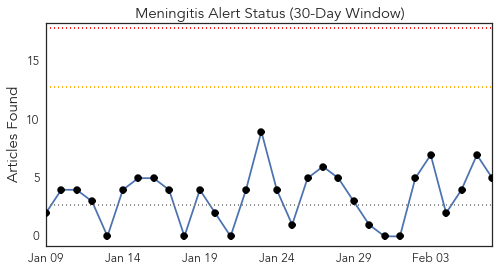 Meningitis Alert Status (30-Day Window)
Articles Found
15
10
5
0
Jan 09 Jan 14 Jan 19 Jan 24 Jan 29 Feb 03